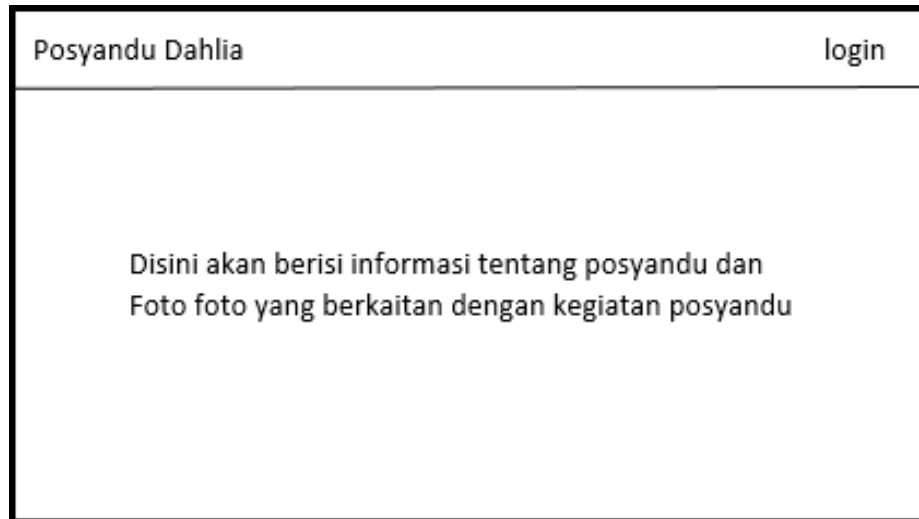 Posyandu Dahlia
login
Disini akan berisi informasi tentang posyandu dan
Foto foto yang berkaitan dengan kegiatan posyandu